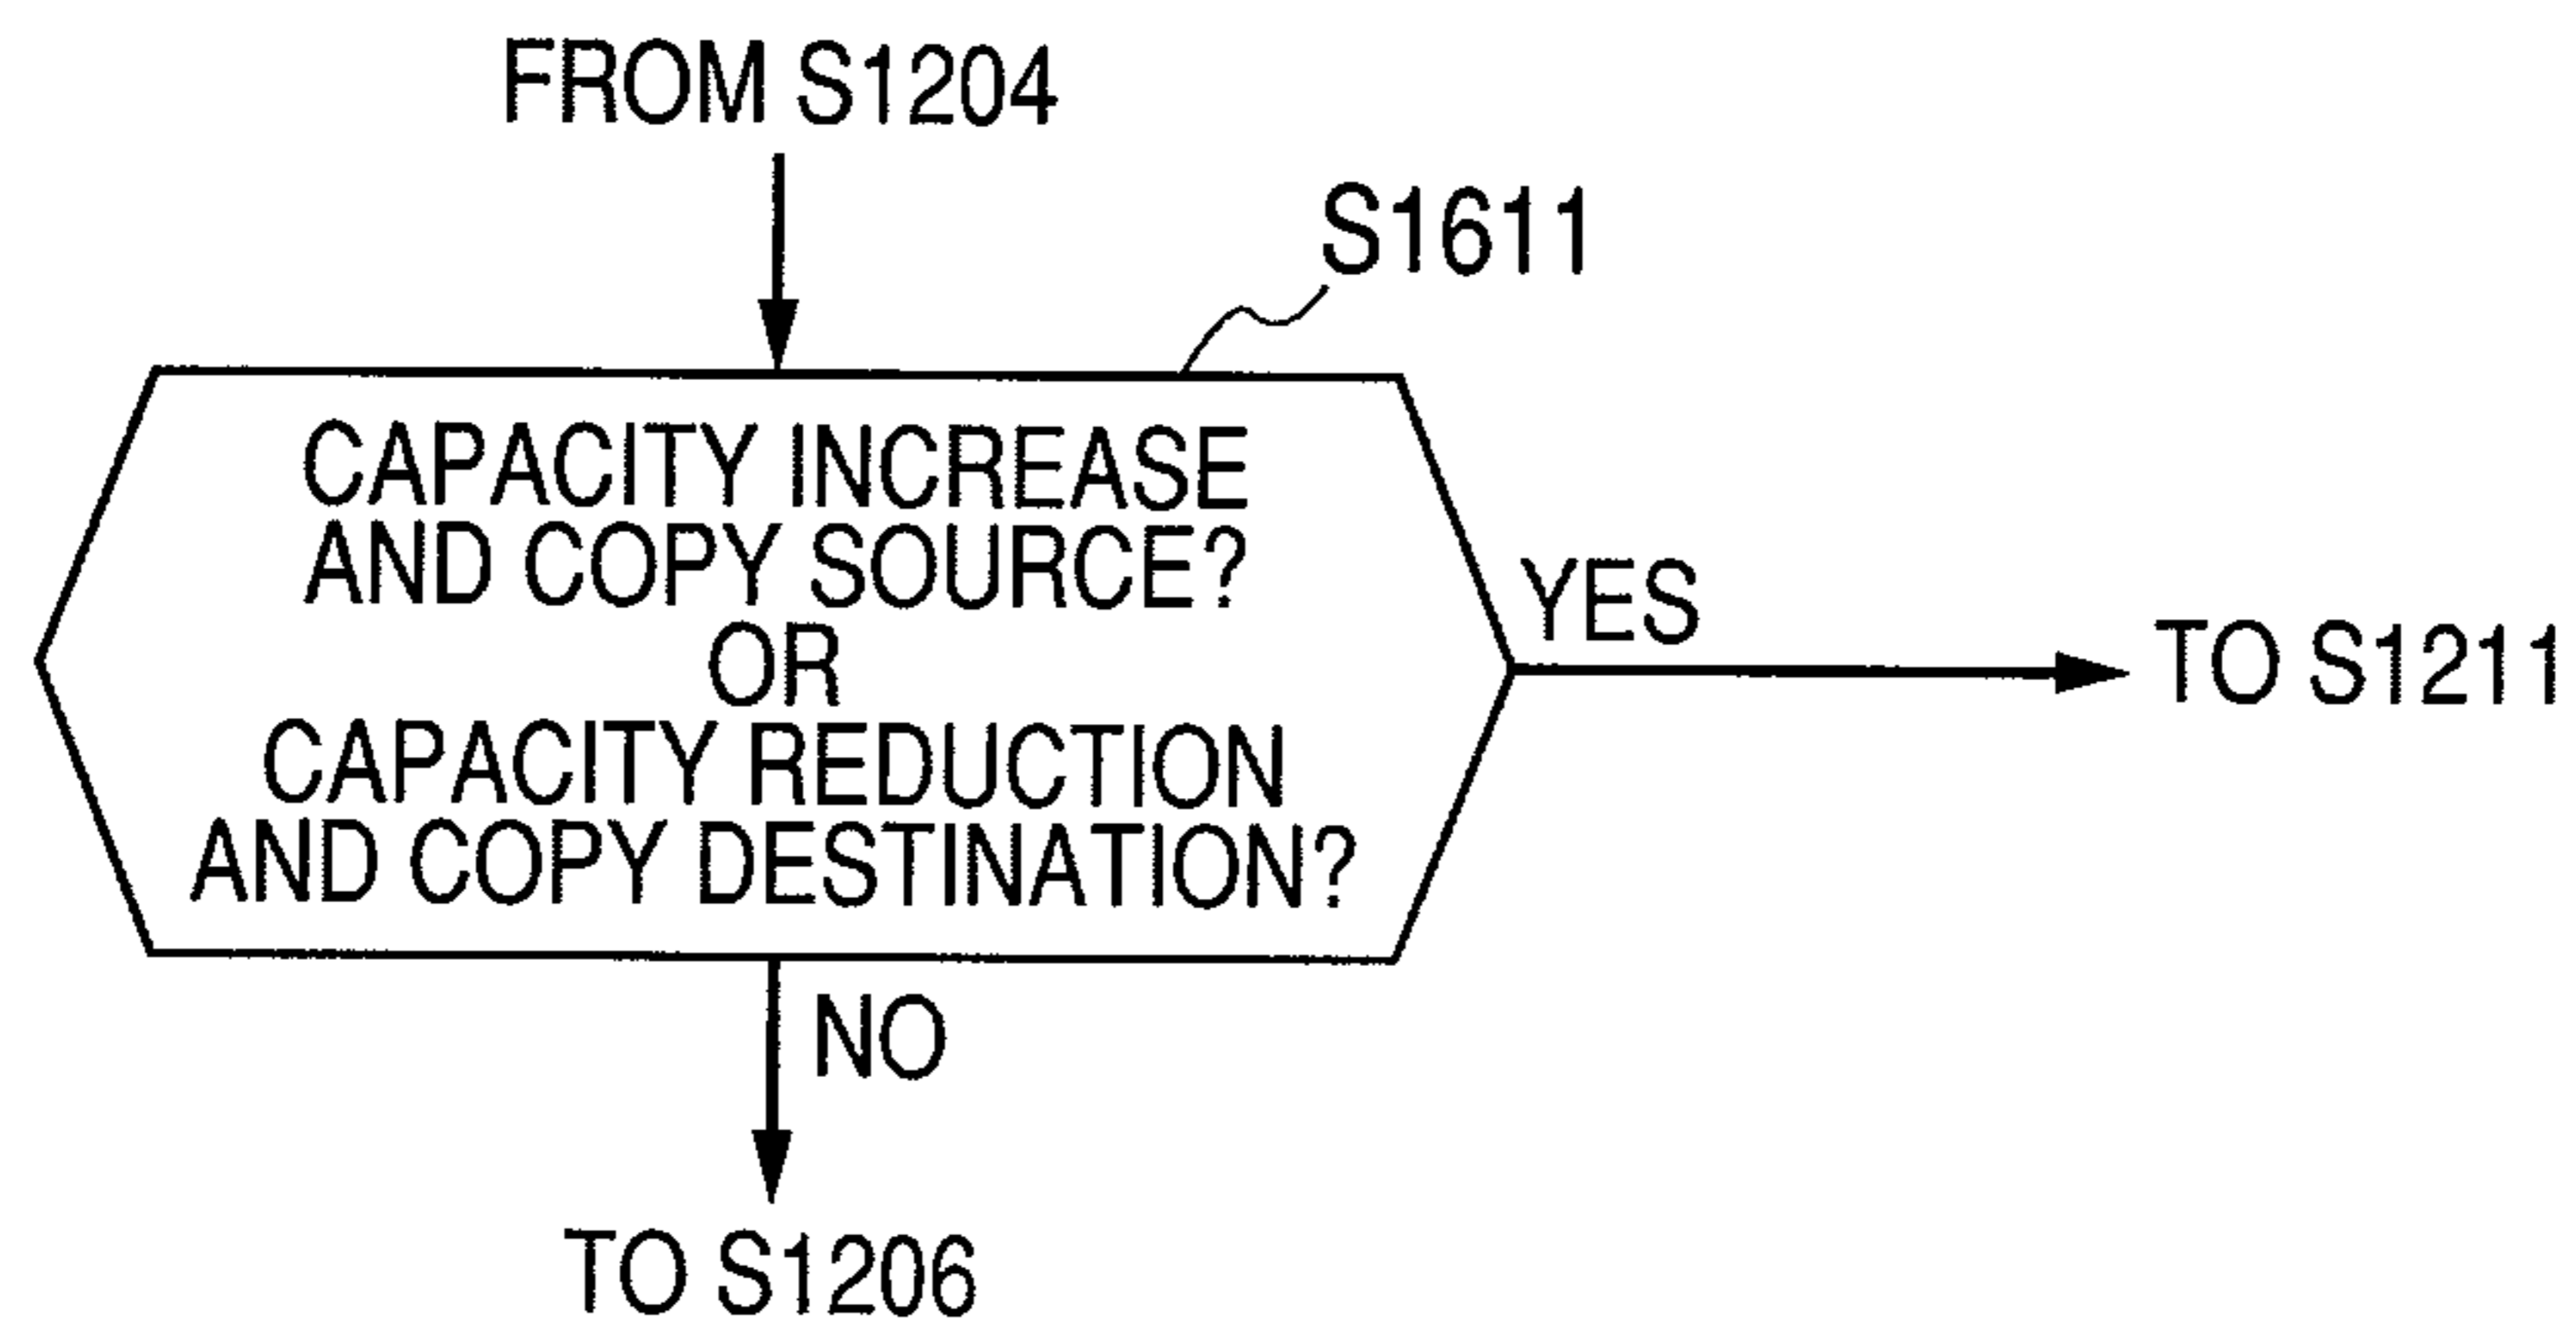 FROM S1204
S1611
CAPACITY INCREASE
AND COPY SOURCE?
OR
CAPACITY REDUCTION
AND COPY DESTINATION?
YES
TO S1211
NO
TO S1206